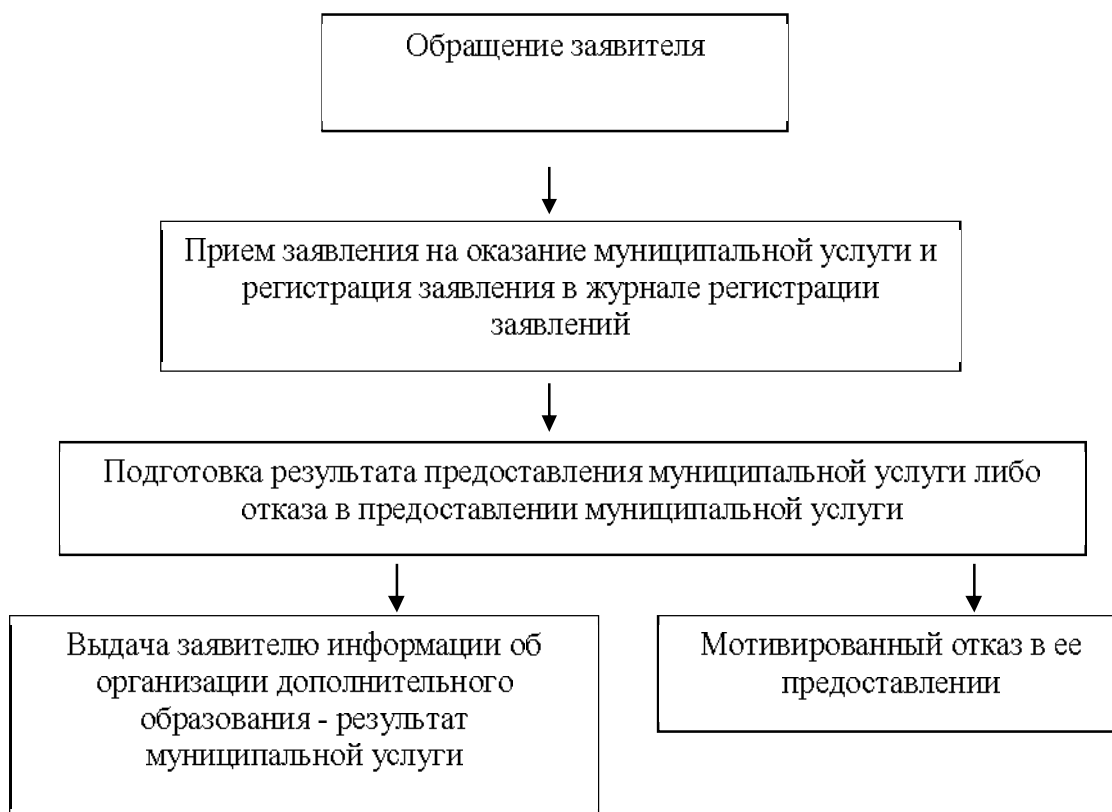 Обращение заявителя
Прием заявления на оказание муниципальной услуги и
регистрация заявления в журнале регистрации
заявлений
Подготовка результата предоставления муниципальной услуги либо
отказа в предоставлении муниципальной услуги
Выдача заявителю информации об
организации дополнительного
образования - результат
муниципальной услуги
Мотивированный отказ в ее
предоставлении